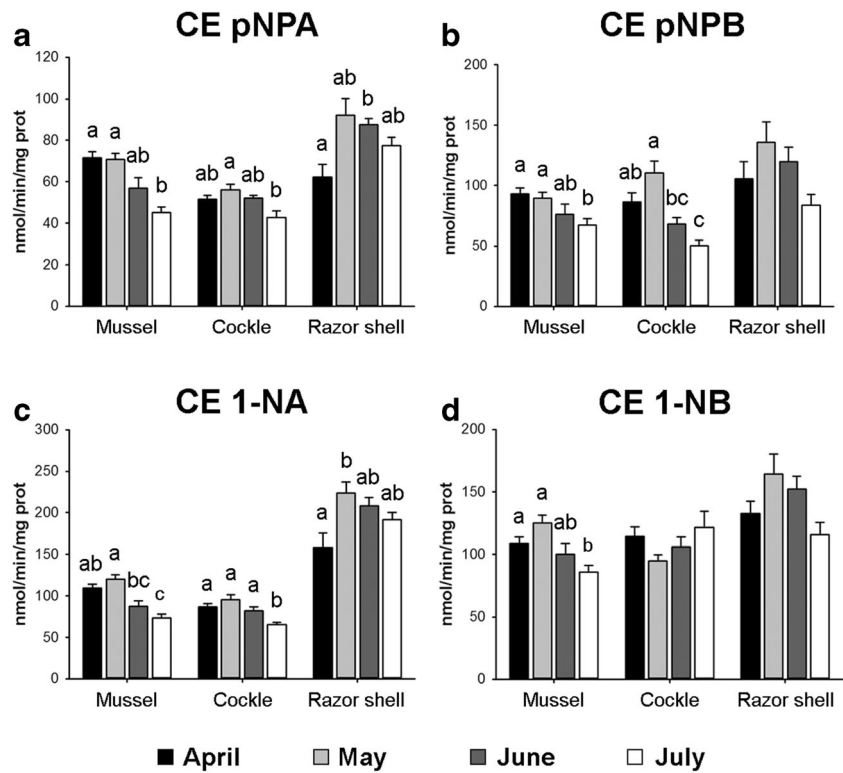 a CE pNPA
nmol/min/mg prot
120
100
80
60
40
20
0
a a ab b
ab a ab b
a ab b ab
Mussel Cockle Razor shell
b CE pNPB
nmol/min/mg prot
200
150
100
50
0
a a ab b
ab a bc c
Mussel Cockle Razor shell
c CE 1-NA
nmol/min/mg prot
300
250
200
150
100
50
0
ab a bc c
a a a b
a b ab ab
Mussel Cockle Razor shell
d CE 1-NB
nmol/min/mg prot
200
150
100
50
0
a a ab b
Mussel Cockle Razor shell
April May June July